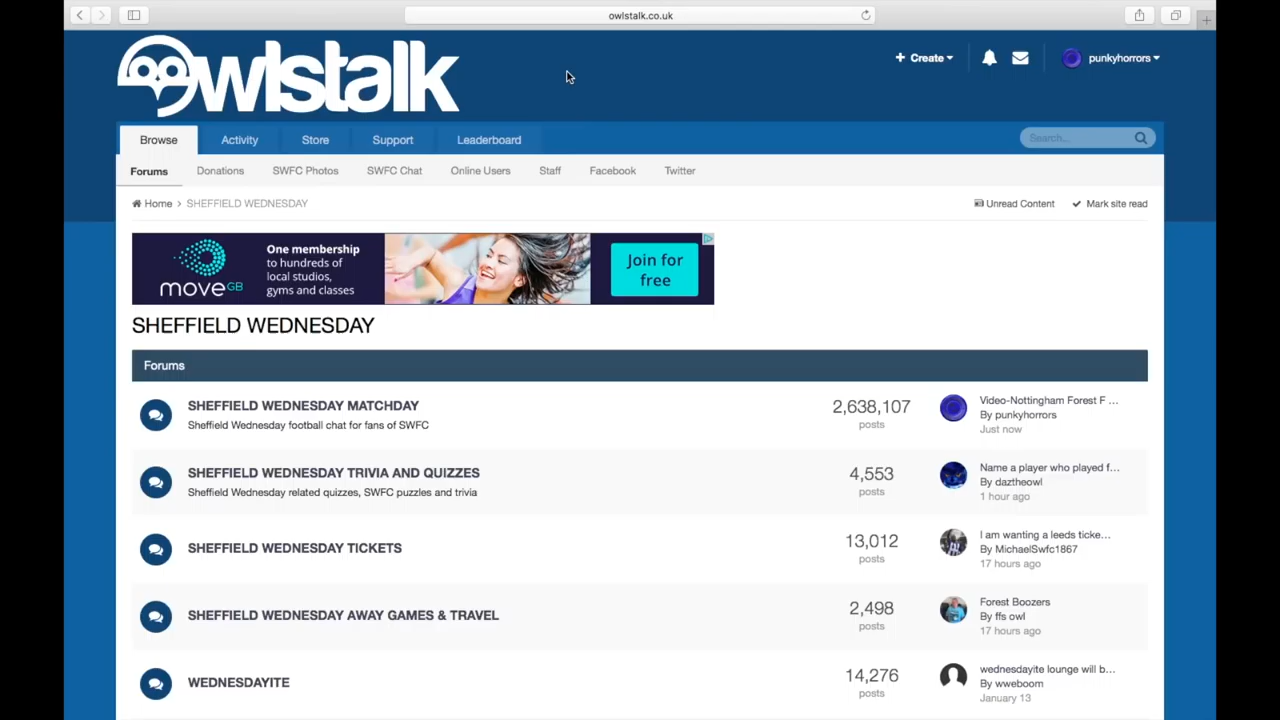 owlstalk.co.uk
Owlstalk
Create
punkyhorrors
Browse
Activity
Store
Support
Leaderboard
Search...
Forums
Donations
SWFC Photos
SWFC Chat
Online Users
Staff
Facebook
Twitter
Home
SHEFFIELD WEDNESDAY
Unread Content
Mark site read
moveGB
One membership
to hundreds of
local studios,
gyms and classes
Join for
free
SHEFFIELD WEDNESDAY
Forums
SHEFFIELD WEDNESDAY MATCHDAY
Sheffield Wednesday football chat for fans of SWFC
2,638,107
posts
Video-Nottingham Forest F ...
By punkyhorrors
Just now
SHEFFIELD WEDNESDAY TRIVIA AND QUIZZES
Sheffield Wednesday related quizzes, SWFC puzzles and trivia
4,553
posts
Name a player who played f...
By daztheowl
1 hour ago
SHEFFIELD WEDNESDAY TICKETS
13,012
posts
I am wanting a leeds ticke...
By MichaelSwfc1867
17 hours ago
SHEFFIELD WEDNESDAY AWAY GAMES & TRAVEL
2,498
posts
Forest Boozers
By ffs owl
17 hours ago
WEDNESDAYITE
14,276
posts
wednesdayite lounge will b...
By wweboom
January 13